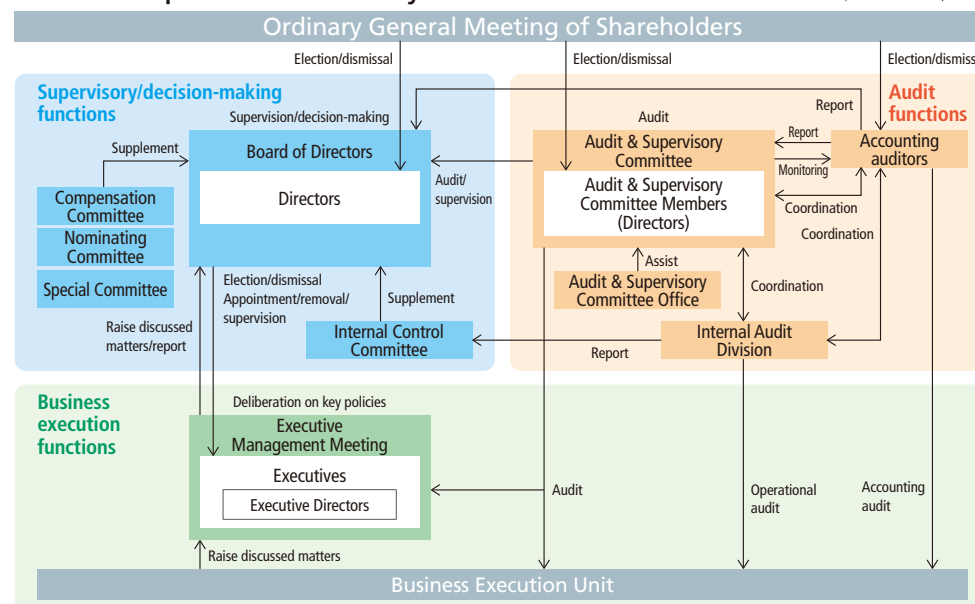 Ordinary General Meeting of Shareholders
Election/dismissal
Election/dismissal
Supervisory/decision-making
functions
Supervision/decision-making
Supplement
Board of Directors
Directors
Compensation
Committee
Nominating
Committee
Special Committee
Audit/
supervision
Election/dismissal
Appointment/removal/
supervision
Supplement
Raise discussed
matters/report
Internal Control
Committee
Audit
functions
Audit
Report
Report
Monitoring
Audit & Supervisory
Committee
Audit & Supervisory
Committee Members
(Directors)
Accounting
auditors
Coordination
Coordination
Assist
Audit & Supervisory
Committee Office
Coordination
Internal Audit
Division
Report
Business
execution
functions
Deliberation on key policies
Executive
Management Meeting
Executives
Executive Directors
Audit
Operational
audit
Accounting
audit
Raise discussed matters
Business Execution Unit